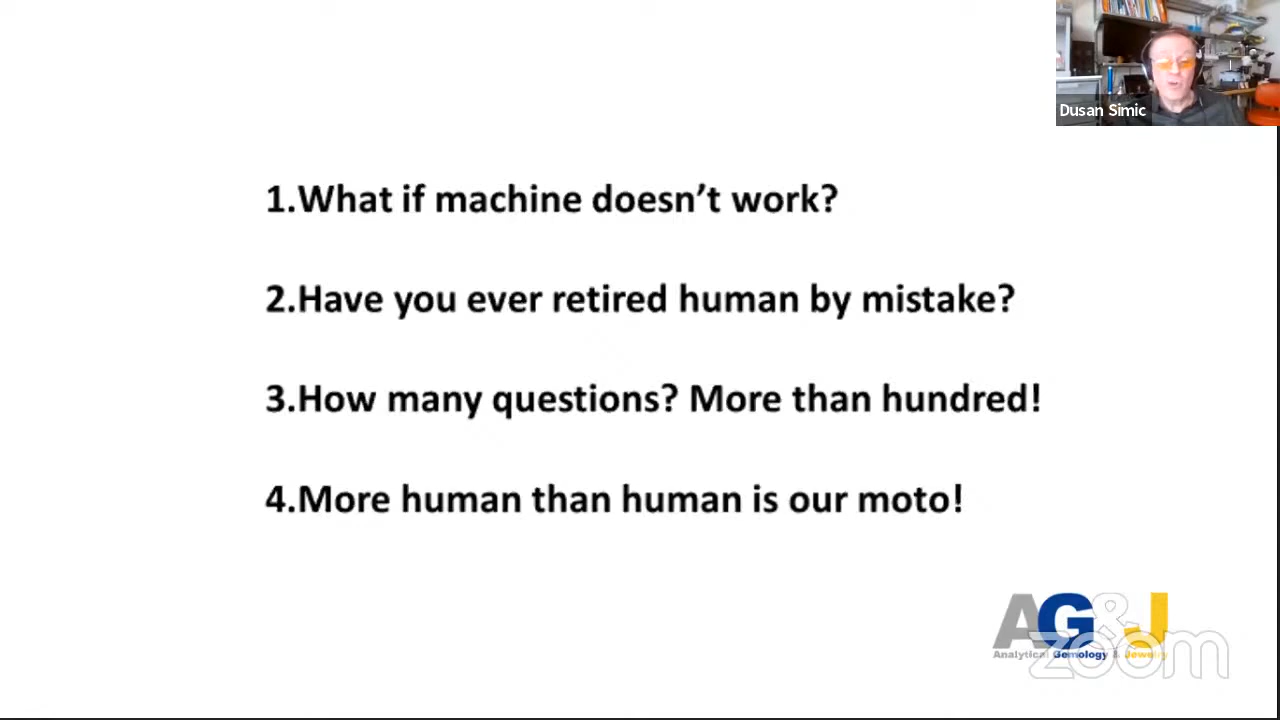 Dusan Simic
1.What if machine doesn’t work?
2.Have you ever retired human by mistake?
3.How many questions? More than hundred!
4.More human than human is our moto!
AG&J
Analytical Gemology & Jewelry
zoom